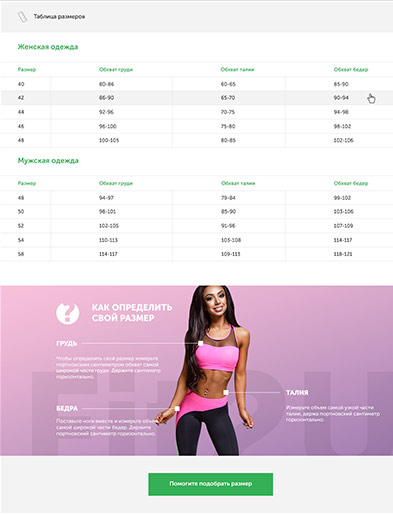 Таблица размеров
Женская одежда
Размер Обхват груди Обхват талии Обхват бедер
40 80-86 60-65 85-90
42 86-90 65-70 90-94
44 92-96 70-75 94-98
46 96-100 75-80 98-102
48 100-105 80-85 102-106
Мужская одежда
Размер Обхват груди Обхват талии Обхват бедер
48 94-97 79-84 99-102
50 98-101 85-90 103-106
52 102-105 91-96 107-109
54 110-113 103-108 114-117
58 114-117 109-113 118-121
КАК ОПРЕДЕЛИТЬ
СВОЙ РАЗМЕР
ГРУДЬ
Чтобы определить свой размер измерьте
портновским сантиметром обхват самой
широкой части груди. Держите сантиметр
горизонтально.
ТАЛИЯ
Измерьте объем самой узкой части
талии, держа портновский сантиметр
горизонтально.
БЕДРА
Поставьте ноги вместе и измерьте объем
самой широкой части бедер. Держите
портновский сантиметр горизонтально.
Fit2U
Помогите подобрать размер